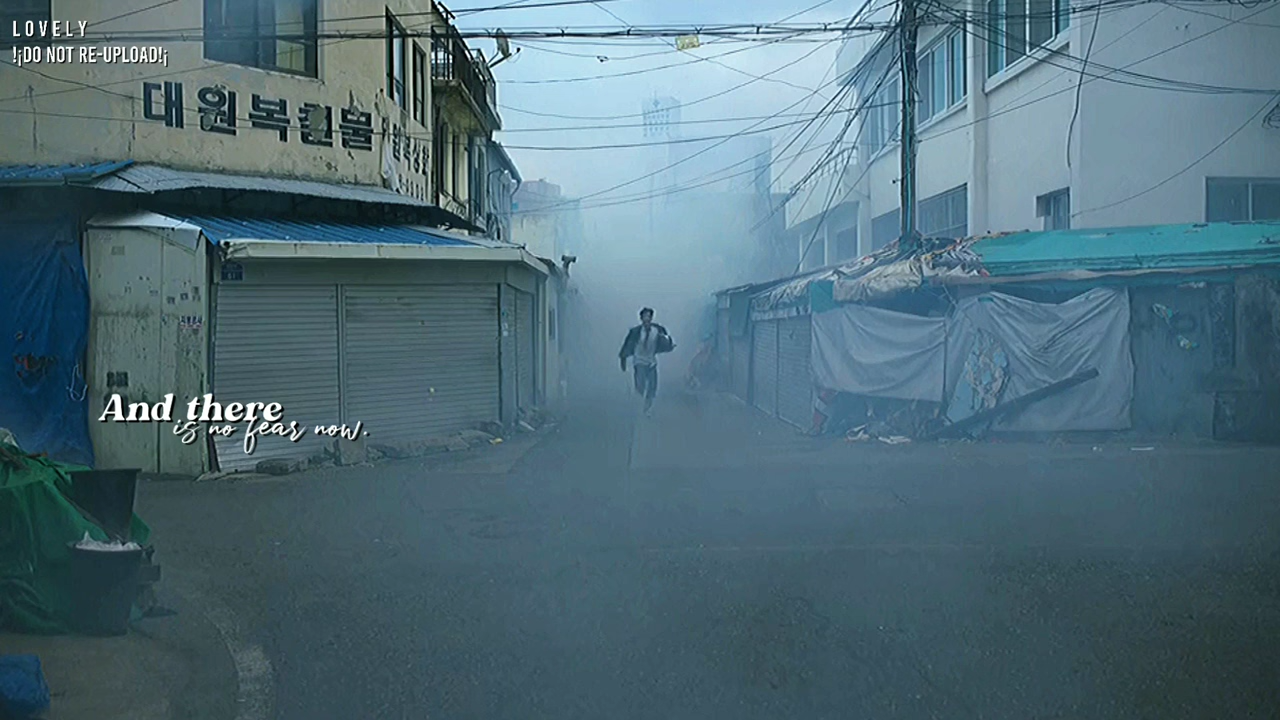 LOVELY
!¡DO NOT RE-UPLOAD!¡
대원복권물
And there
is no fear now.